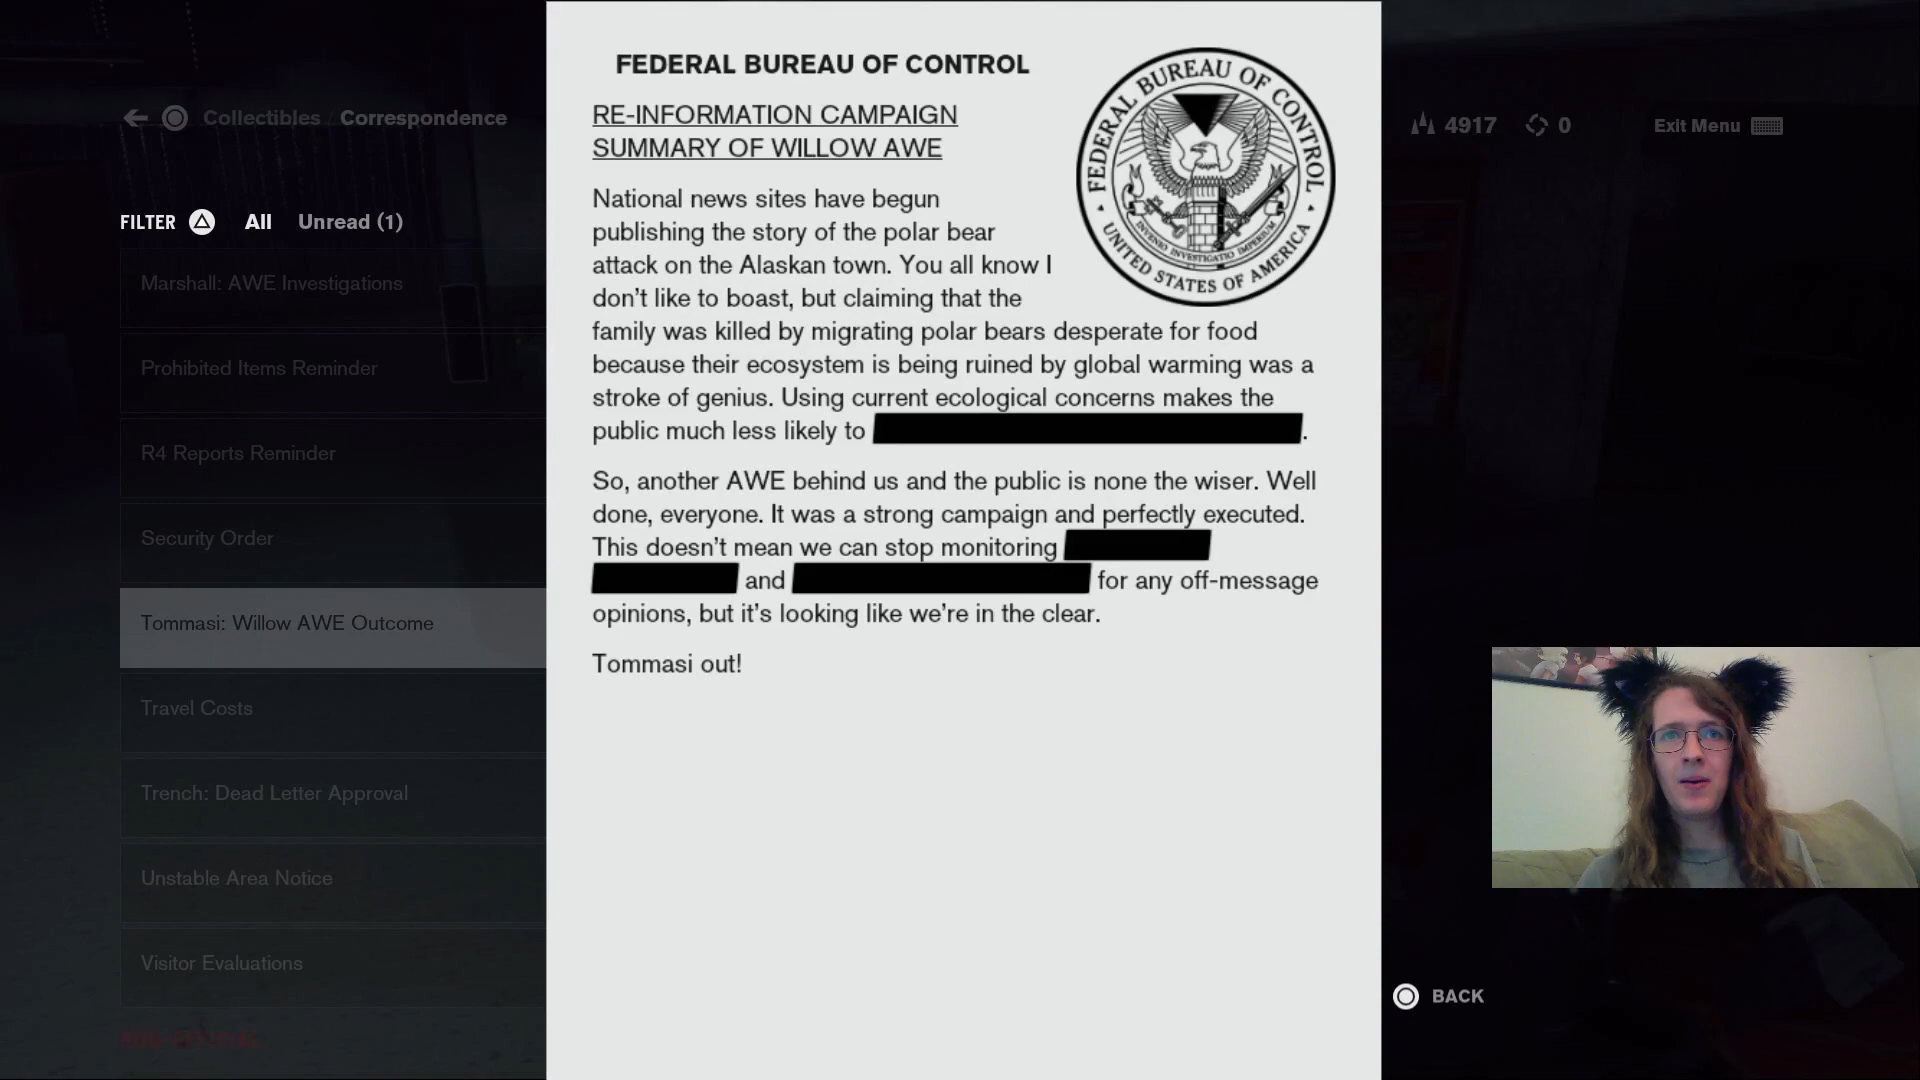 Collectibles / Correspondence
FILTER All Unread (1)
Marshall: AWE Investigations
Prohibited Items Reminder
R4 Reports Reminder
Security Order
Tommasi: Willow AWE Outcome
Travel Costs
Trench: Dead Letter Approval
Unstable Area Notice
Visitor Evaluations
FEDERAL BUREAU OF CONTROL
RE-INFORMATION CAMPAIGN
SUMMARY OF WILLOW AWE
National news sites have begun
publishing the story of the polar bear
attack on the Alaskan town. You all know I
don’t like to boast, but claiming that the
family was killed by migrating polar bears desperate for food
because their ecosystem is being ruined by global warming was a
stroke of genius. Using current ecological concerns makes the
public much less likely to .
So, another AWE behind us and the public is none the wiser. Well
done, everyone. It was a strong campaign and perfectly executed.
This doesn’t mean we can stop monitoring
and for any off-message
opinions, but it’s looking like we’re in the clear.
Tommasi out!
FEDERAL BUREAU OF CONTROL
UNITED STATES OF AMERICA
INVENIO INVESTIGATIO IMPERIUM
4917 0 Exit Menu
BACK